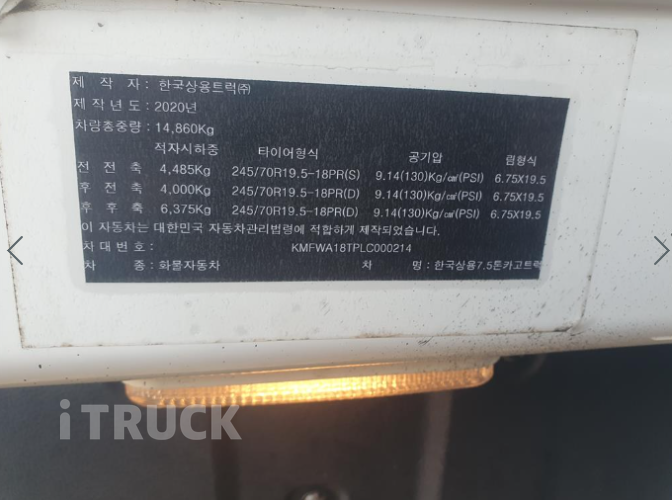 제 작 자 : 한국상용트럭㈜
제 작 년 도 : 2020년
차량총중량 : 14,860Kg
적차시하중 타이어형식 공기압 림형식
전 전 축 4,485Kg 245/70R19.5-18PR(S) 9.14(130)Kg/㎠(PSI) 6.75X19.5
후 전 축 4,000Kg 245/70R19.5-18PR(D) 9.14(130)Kg/㎠(PSI) 6.75X19.5
후 후 축 6,375Kg 245/70R19.5-18PR(D) 9.14(130)Kg/㎠(PSI) 6.75X19.5
이 자동차는 대한민국 자동차관리법령에 적합하게 제작되었습니다.
차 대 번 호 : KMFWA18TPLC000214
차 종 : 화물자동차 차 명 : 한국상용7.5톤카고트럭
iTRUCK